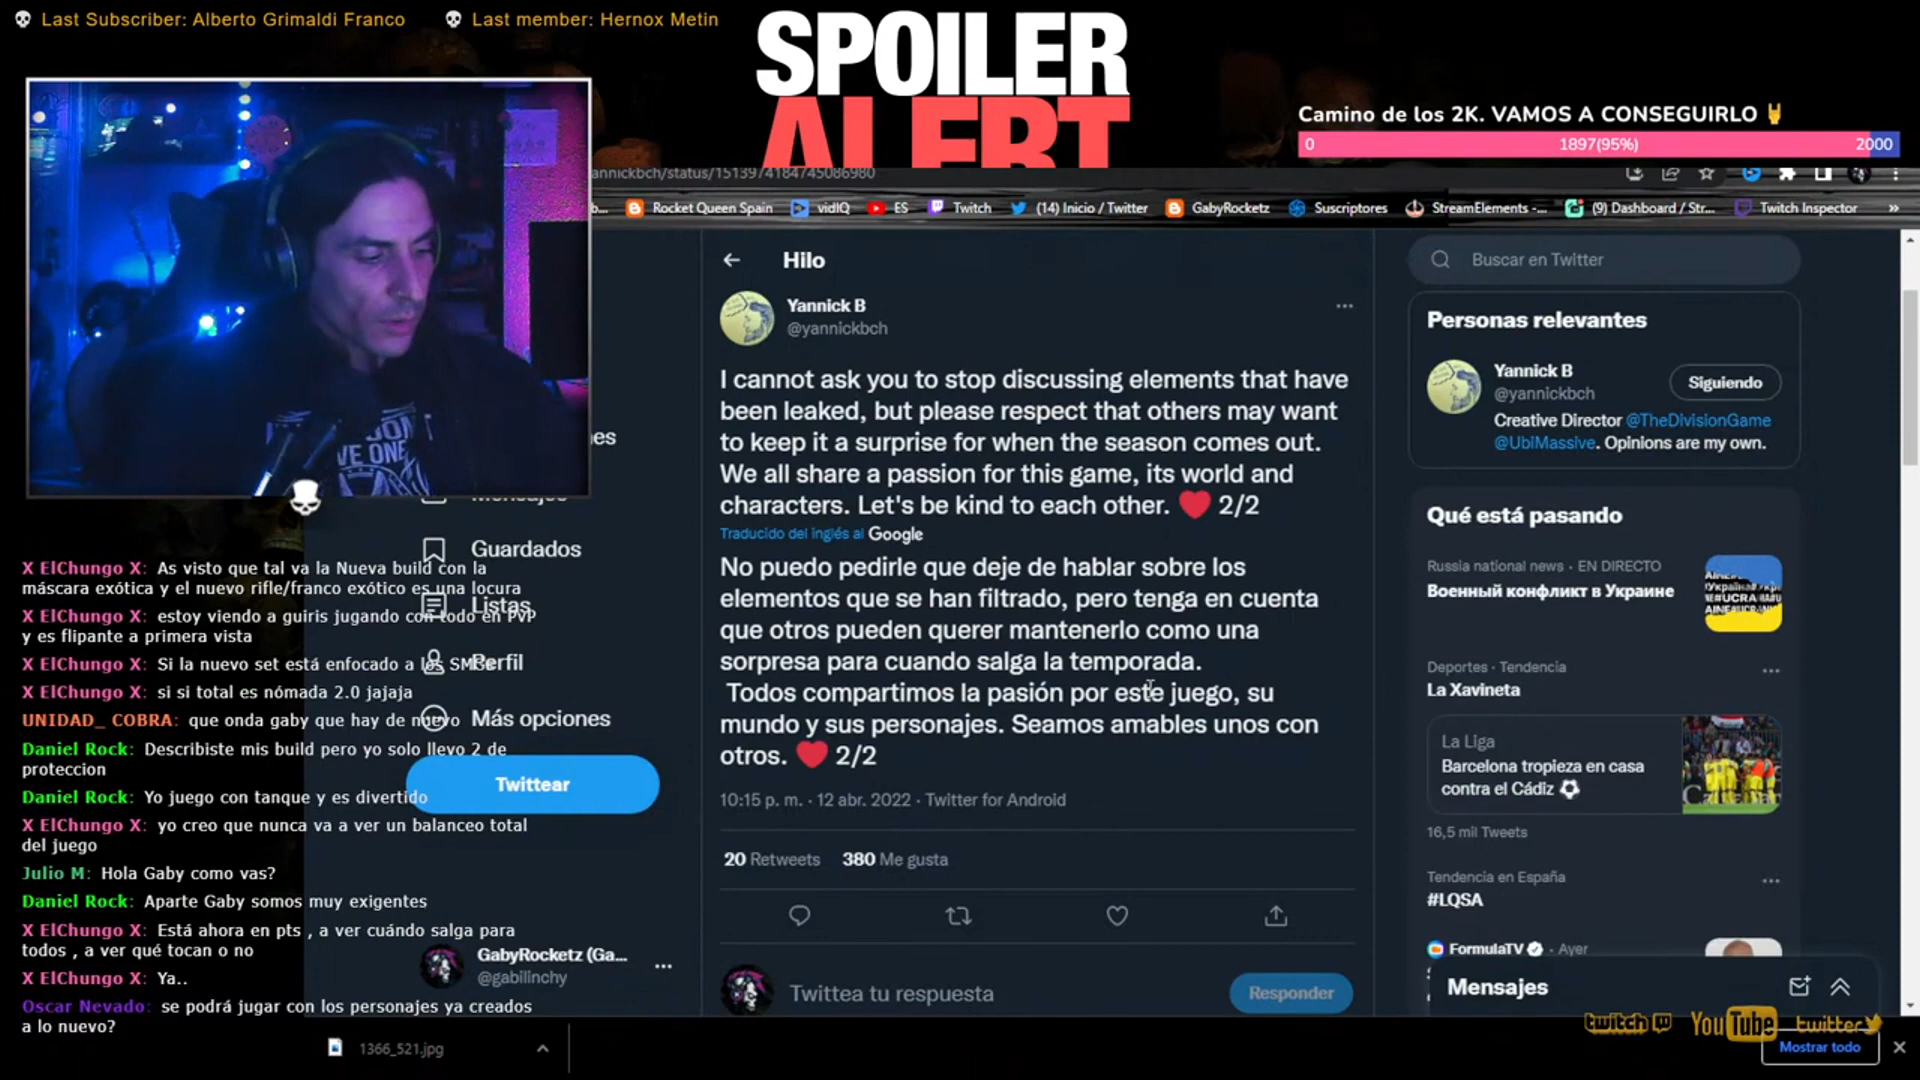 Last Subscriber: Alberto Grimaldi Franco
Last member: Hernox Metin
SPOILER
ALERT
Camino de los 2K. VAMOS A CONSEGUIRLO
0 1897(95%) 2000
annickbch/status/1513974184745086980
Rocket Queen Spain vidIQ ES Twitch (14) Inicio / Twitter GabyRocketz Suscriptores StreamElements -... (9) Dashboard / Str... Twitch Inspector »
Hilo
Yannick B
@yannickbch
I cannot ask you to stop discussing elements that have
been leaked, but please respect that others may want
to keep it a surprise for when the season comes out.
We all share a passion for this game, its world and
characters. Let's be kind to each other. ❤️ 2/2
Traducido del inglés al Google
No puedo pedirle que deje de hablar sobre los
elementos que se han filtrado, pero tenga en cuenta
que otros pueden querer mantenerlo como una
sorpresa para cuando salga la temporada.
Todos compartimos la pasión por este juego, su
mundo y sus personajes. Seamos amables unos con
otros. ❤️ 2/2
10:15 p. m. · 12 abr. 2022 · Twitter for Android
20 Retweets 380 Me gusta
Twittea tu respuesta
Responder
Buscar en Twitter
Personas relevantes
Yannick B
@yannickbch
Siguiendo
Creative Director @TheDivisionGame
@UbiMassive. Opinions are my own.
Qué está pasando
Russia national news · EN DIRECTO
Военный конфликт в Украине
Deportes · Tendencia
La Xavineta
La Liga
Barcelona tropieza en casa
contra el Cádiz
16,5 mil Tweets
Tendencia en España
#LQSA
FormulaTV · Ayer
Mensajes
twitch YouTube twitter
Mostrar todo
Guardados
Listas
Perfil
Más opciones
Twittear
GabyRocketz (Ga...
@gabilinchy
X ElChungo X: As visto que tal va la Nueva build con la
máscara exótica y el nuevo rifle/franco exótico es una locura
X ElChungo X: estoy viendo a guiris jugando con todo en PvP
y es flipante a primera vista
X ElChungo X: Si la nuevo set está enfocado a los SMGs
X ElChungo X: si si total es nómada 2.0 jajaja
UNIDAD_ COBRA: que onda gaby que hay de nuevo
Daniel Rock: Describiste mis build pero yo solo llevo 2 de
proteccion
Daniel Rock: Yo juego con tanque y es divertido
X ElChungo X: yo creo que nunca va a ver un balanceo total
del juego
Julio M: Hola Gaby como vas?
Daniel Rock: Aparte Gaby somos muy exigentes
X ElChungo X: Está ahora en pts , a ver cuándo salga para
todos , a ver qué tocan o no
X ElChungo X: Ya..
Oscar Nevado: se podrá jugar con los personajes ya creados
a lo nuevo?
1366_521.jpg